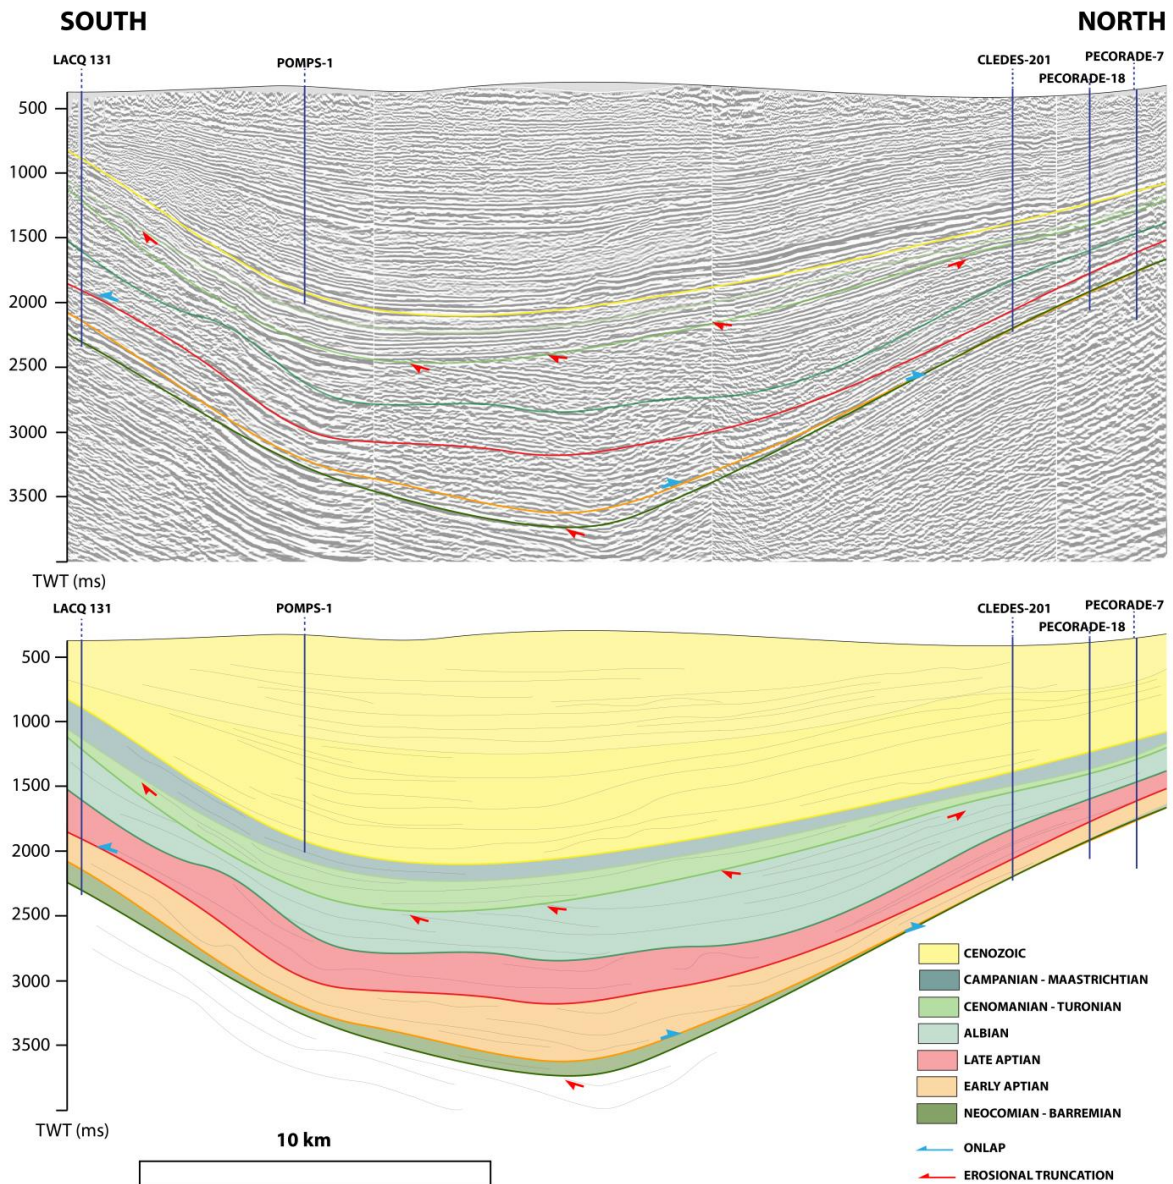 SOUTH
NORTH
LACQ 131
POMPS-1
CLEDES-201
PECORADE-7
PECORADE-18
500
1000
1500
2000
2500
3000
3500
TWT (ms)
LACQ 131
POMPS-1
CLEDES-201
PECORADE-7
PECORADE-18
500
1000
1500
2000
2500
3000
3500
TWT (ms)
10 km
CENOZOIC
CAMPANIAN - MAASTRICHTIAN
CENOMANIAN - TURONIAN
ALBIAN
LATE APTIAN
EARLY APTIAN
NEOCOMIAN - BARREMIAN
ONLAP
EROSIONAL TRUNCATION